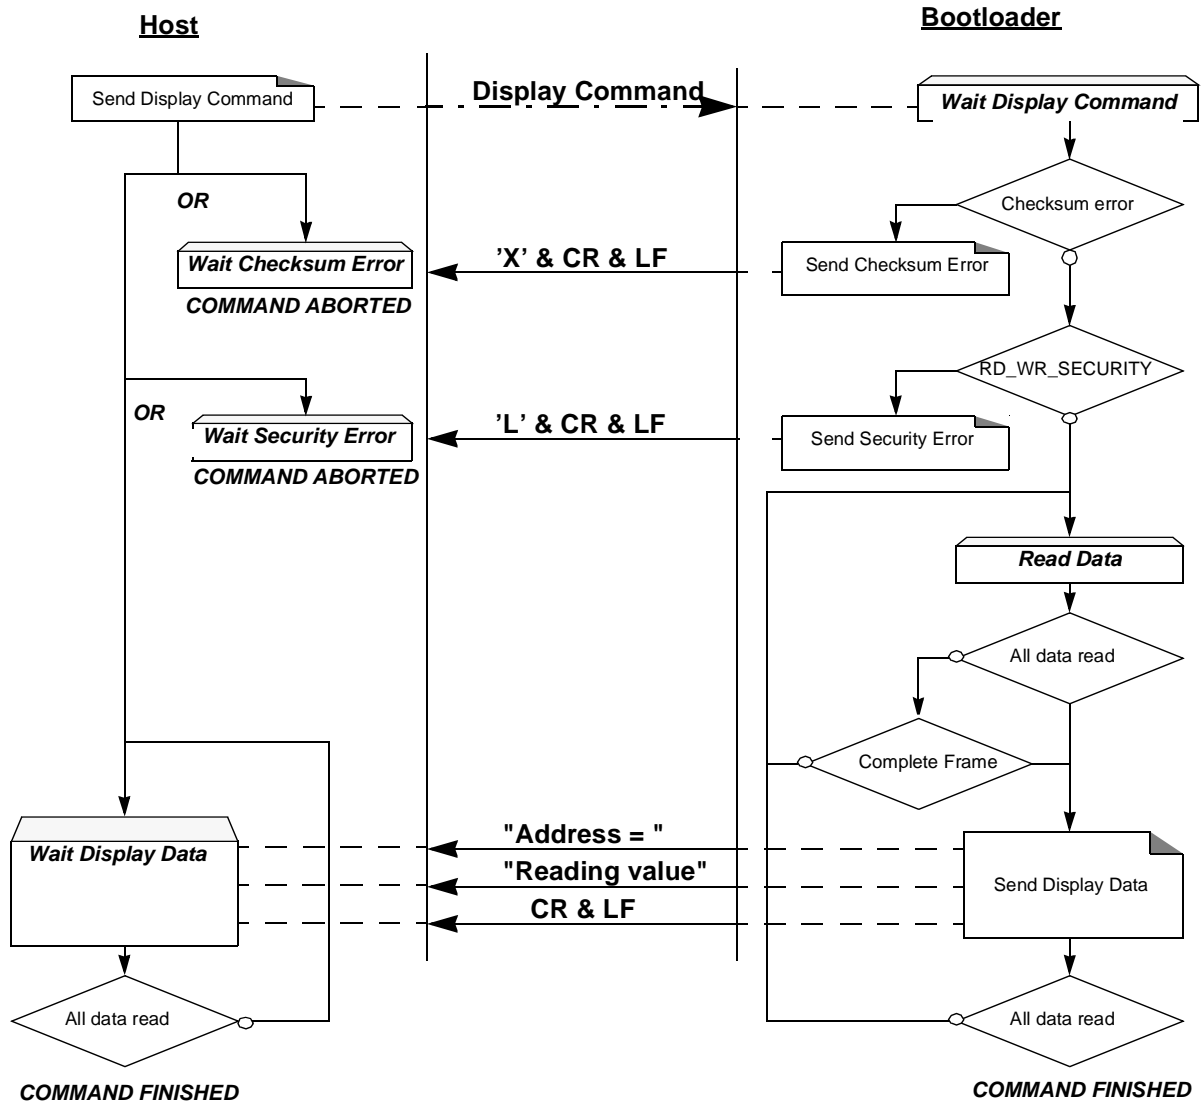 Host
Bootloader
Send Display Command
Display Command
Wait Display Command
OR
Checksum error
Wait Checksum Error
’X’ & CR & LF
Send Checksum Error
COMMAND ABORTED
RD_WR_SECURITY
OR
Wait Security Error
’L’ & CR & LF
Send Security Error
COMMAND ABORTED
Read Data
All data read
Complete Frame
"Address = "
Wait Display Data
"Reading value"
Send Display Data
CR & LF
All data read
All data read
COMMAND FINISHED
COMMAND FINISHED